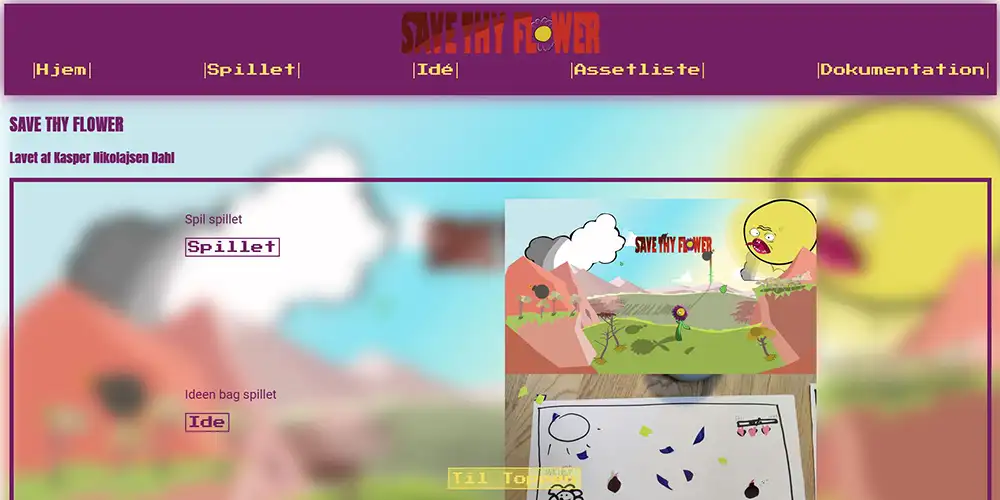 SAVE THY FLOWER
|Hjem| |Spillet| |Idé| |Assetliste| |Dokumentation|
SAVE THY FLOWER
Lavet af Kasper Nikolajsen Dahl
Spil spillet
Spillet
SAVE THY FLOWER
Ideen bag spillet
Ide
Til Toppen